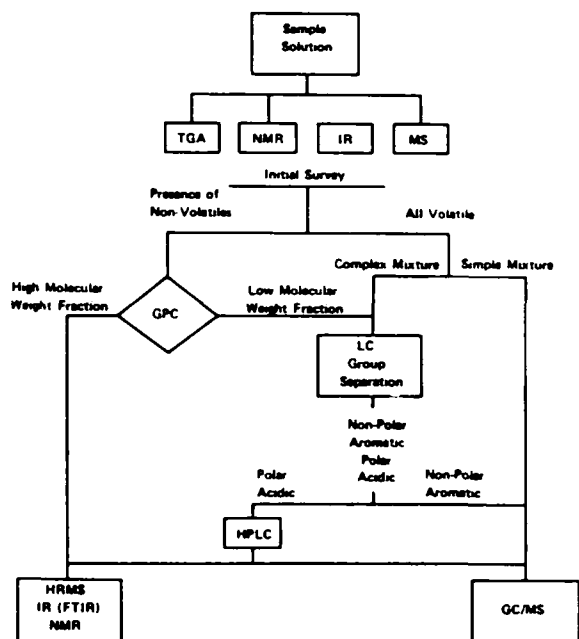 Sample
Solution
TGA
NMR
IR
MS
Initial Survey
Presence of
Non-Volatiles
All Volatile
Complex Mixture
Simple Mixture
High Molecular
Weight Fraction
GPC
Low Molecular
Weight Fraction
LC
Group
Separation
Non-Polar
Aromatic
Polar
Acidic
Polar
Acidic
Non-Polar
Aromatic
HPLC
HRMS
IR (FTIR)
NMR
GC/MS